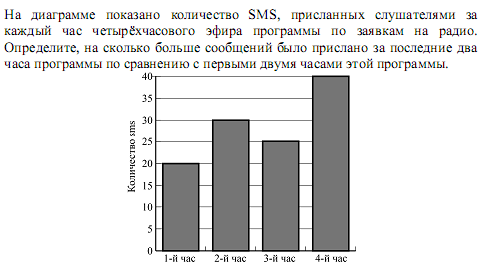 На диаграмме показано количество SMS, присланных слушателями за
каждый час четырёхчасового эфира программы по заявкам на радио.
Определите, на сколько больше сообщений было прислано за последние два
часа программы по сравнению с первыми двумя часами этой программы.
Количество sms
40
35
30
25
20
15
10
5
0
1-й час 2-й час 3-й час 4-й час